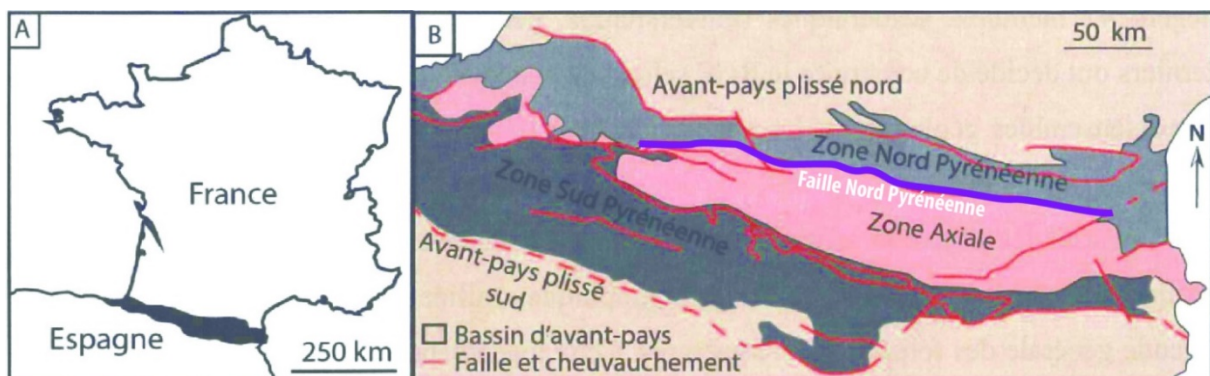 A
France
Espagne
250 km
B
50 km
Avant-pays plissé nord
N
Zone Nord Pyrénéenne
Faille Nord Pyrénéenne
Zone Sud Pyrénéenne
Zone Axiale
Avant-pays plissé
sud
Bassin d'avant-pays
Faille et cheuvauchement